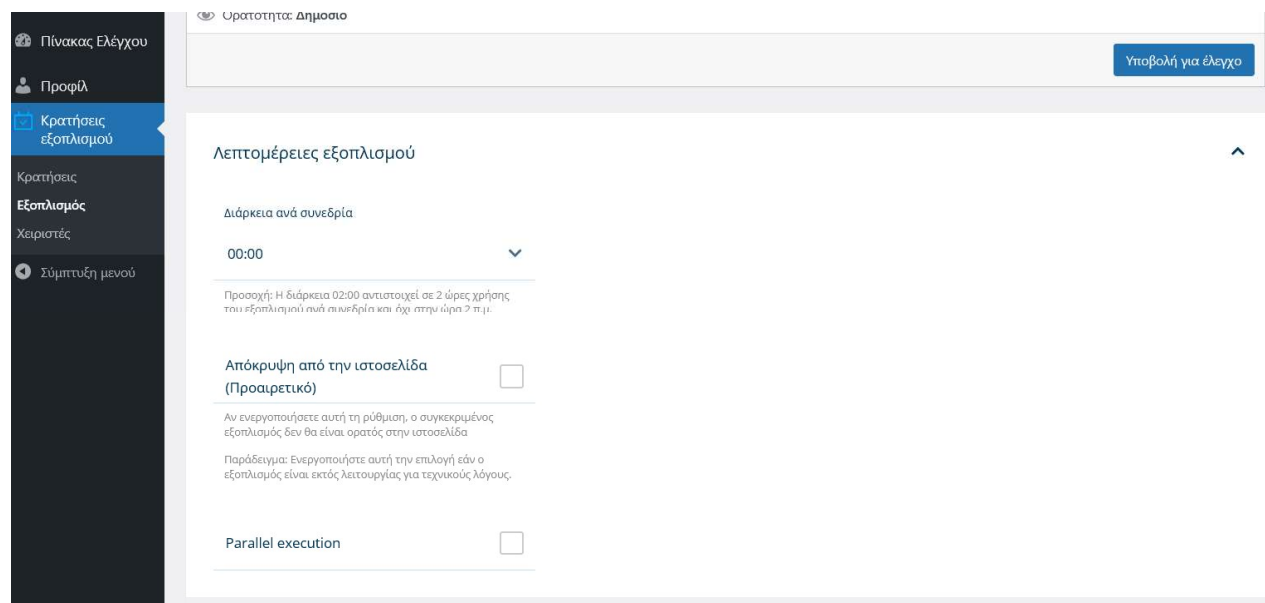 Ορατότητα: Δημόσιο
Πίνακας Ελέγχου
Υποβολή για έλεγχο
Προφίλ
Κρατήσεις
εξοπλισμού
Κρατήσεις
Εξοπλισμός
Χειριστές
Σύμπτυξη μενού
Λεπτομέρειες εξοπλισμού
Διάρκεια ανά συνεδρία
00:00
Προσοχή: Η διάρκεια 02:00 αντιστοιχεί σε 2 ώρες χρήσης
του εξοπλισμού ανά συνεδρία και όχι στην ώρα 2 π.μ.
Απόκρυψη από την ιστοσελίδα
(Προαιρετικό)
Αν ενεργοποιήσετε αυτή τη ρύθμιση, ο συγκεκριμένος
εξοπλισμός δεν θα είναι ορατός στην ιστοσελίδα
Παράδειγμα: Ενεργοποιήστε αυτή την επιλογή εάν ο
εξοπλισμός είναι εκτός λειτουργίας για τεχνικούς λόγους.
Parallel execution